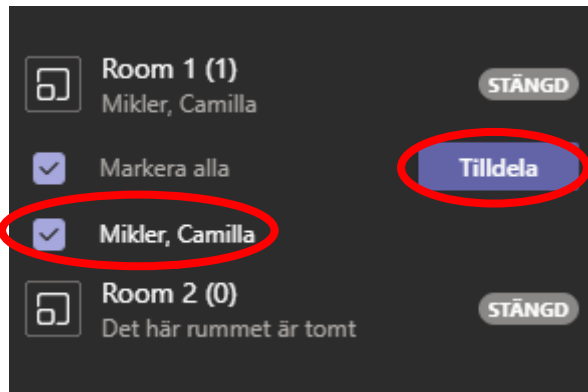 Room 1 (1)
Mikler, Camilla
STÄNGD
Markera alla
Tilldela
Mikler, Camilla
Room 2 (0)
Det här rummet är tomt
STÄNGD